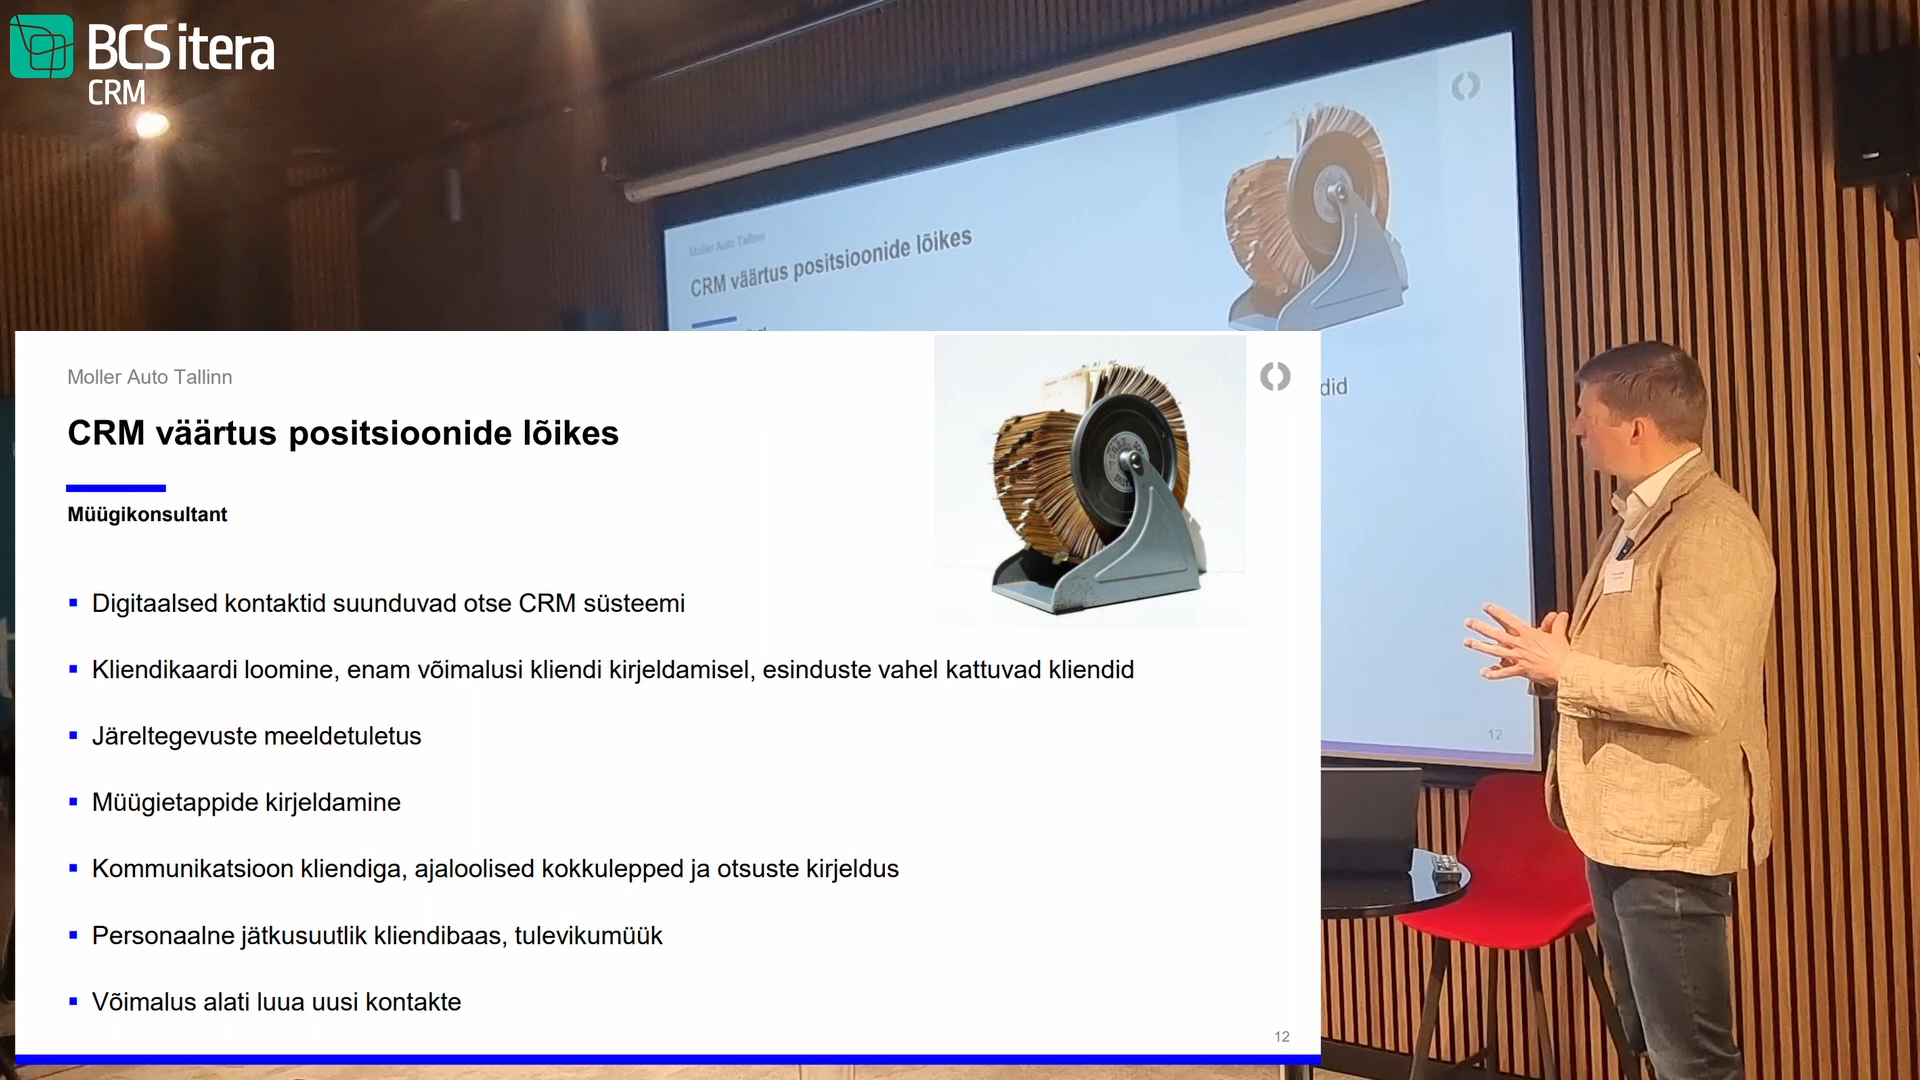 BCS itera
CRM
Moller Auto Tallinn
CRM väärtus positsioonide lõikes
did
12
Moller Auto Tallinn
CRM väärtus positsioonide lõikes
Müügikonsultant
Digitaalsed kontaktid suunduvad otse CRM süsteemi
Kliendikaardi loomine, enam võimalusi kliendi kirjeldamisel, esinduste vahel kattuvad kliendid
Järeltegevuste meeldetuletus
Müügietappide kirjeldamine
Kommunikatsioon kliendiga, ajaloolised kokkulepped ja otsuste kirjeldus
Personaalne jätkusuutlik kliendibaas, tulevikumüük
Võimalus alati luua uusi kontakte
12